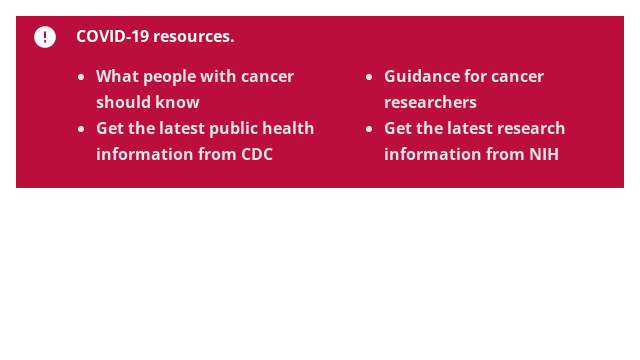 COVID-19 resources.
What people with cancer
should know
Get the latest public health
information from CDC
Guidance for cancer
researchers
Get the latest research
information from NIH